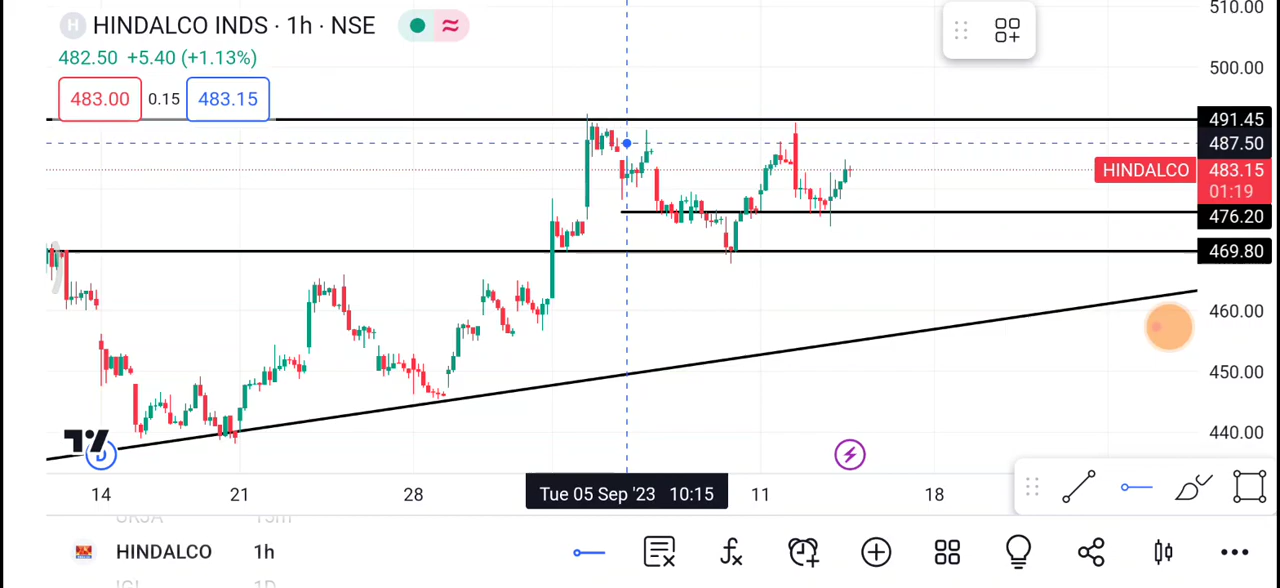 H HINDALCO INDS · 1h · NSE
482.50 +5.40 (+1.13%)
483.00 0.15 483.15
510.00
500.00
491.45
487.50
HINDALCO 483.15
01:19
476.20
469.80
460.00
450.00
440.00
D
14 21 28 Tue 05 Sep '23 10:15 11 18
HINDALCO 1h